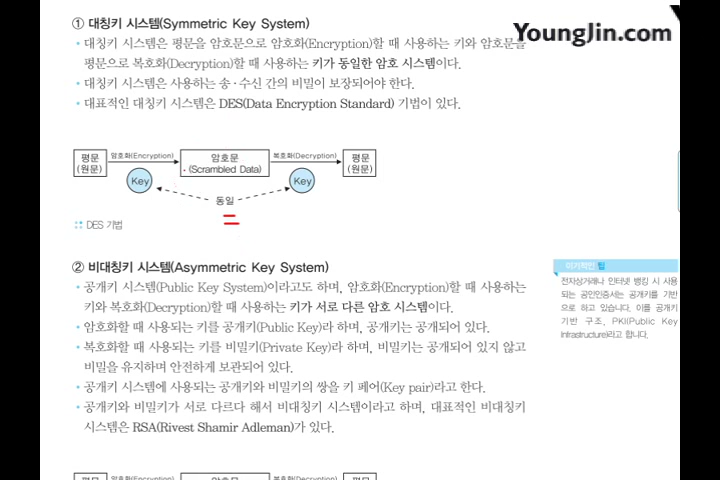 YoungJin.com
① 대칭키 시스템(Symmetric Key System)
• 대칭키 시스템은 평문을 암호문으로 암호화(Encryption)할 때 사용하는 키와 암호문을
평문으로 복호화(Decryption)할 때 사용하는 키가 동일한 암호 시스템이다.
• 대칭키 시스템은 사용하는 송·수신 간의 비밀이 보장되어야 한다.
• 대표적인 대칭키 시스템은 DES(Data Encryption Standard) 기법이 있다.
평문 암호화(Encryption) 암호문 복호화(Decryption) 평문
(원문) (Scrambled Data) (원문)
Key Key
동일
DES 기법
② 비대칭키 시스템(Asymmetric Key System)
• 공개키 시스템(Public Key System)이라고도 하며, 암호화(Encryption)할 때 사용하는
키와 복호화(Decryption)할 때 사용하는 키가 서로 다른 암호 시스템이다.
• 암호화할 때 사용되는 키를 공개키(Public Key)라 하며, 공개키는 공개되어 있다.
• 복호화할 때 사용되는 키를 비밀키(Private Key)라 하며, 비밀키는 공개되어 있지 않고
비밀을 유지하며 안전하게 보관되어 있다.
• 공개키 시스템에 사용되는 공개키와 비밀키의 쌍을 키 페어(Key pair)라고 한다.
• 공개키와 비밀키가 서로 다르다 해서 비대칭키 시스템이라고 하며, 대표적인 비대칭키
시스템은 RSA(Rivest Shamir Adleman)가 있다.
평문 암호화(Encryption) 암호문 복호화(Decryption) 평문
여기적인 팁
전자상거래나 인터넷 뱅킹 시 사용
되는 공인인증서는 공개키를 기반
으로 하고 있습니다. 이를 공개키
기반 구조, PKI(Public Key
Infrastructure)라고 합니다.